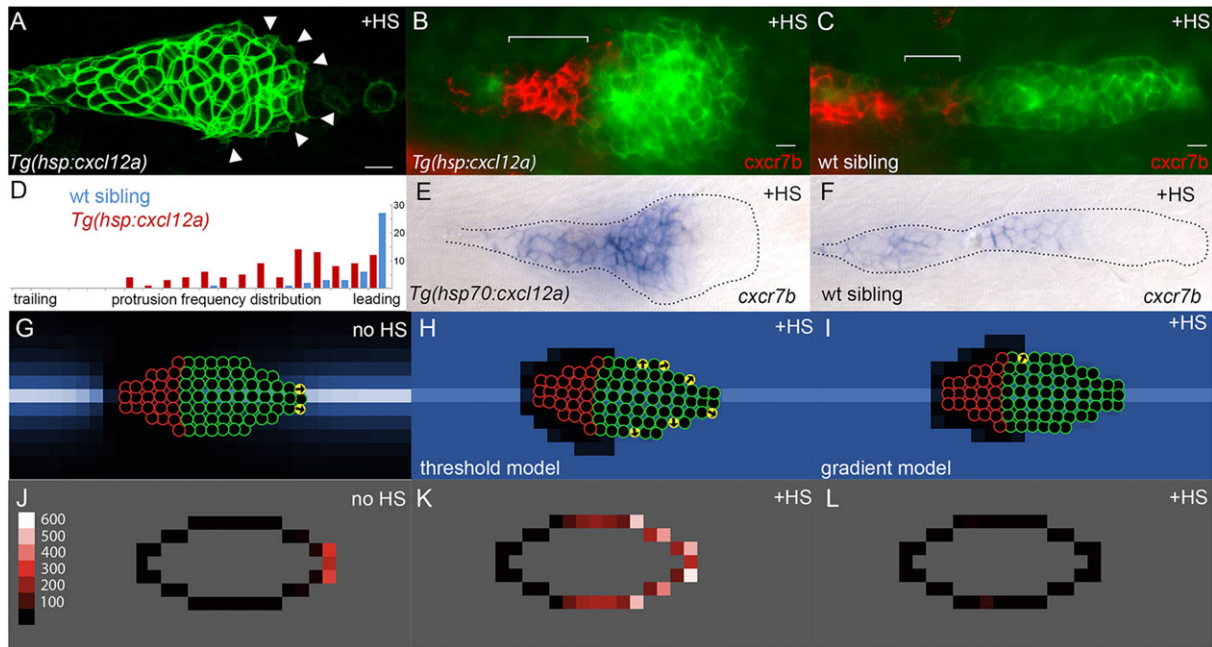 A +HS
Tg(hsp:cxcl12a)
B +HS
Tg(hsp:cxcl12a) cxcr7b
C +HS
wt sibling cxcr7b
D
wt sibling
Tg(hsp:cxcl12a)
30
20
10
trailing protrusion frequency distribution leading
E +HS
Tg(hsp70:cxcl12a) cxcr7b
F +HS
wt sibling cxcr7b
G no HS
H +HS
threshold model
I +HS
gradient model
J no HS
600
500
400
300
200
100
K +HS
L +HS